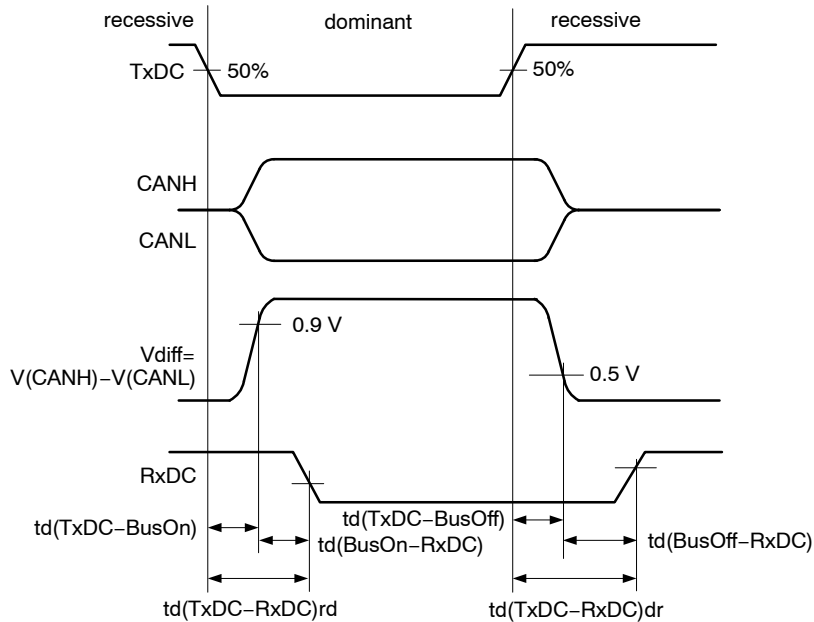 recessive dominant recessive
TxDC 50% 50%
CANH
CANL
0.9 V
Vdiff=
V(CANH)−V(CANL) 0.5 V
RxDC
td(TxDC−BusOn) td(TxDC−BusOff)
td(BusOn−RxDC) td(BusOff−RxDC)
td(TxDC−RxDC)rd td(TxDC−RxDC)dr